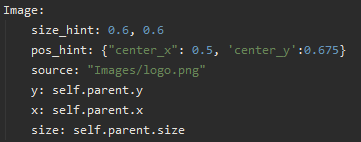 Image:
size_hint: 0.6, 0.6
pos_hint: {"center_x": 0.5, 'center_y':0.675}
source: "Images/logo.png"
y: self.parent.y
x: self.parent.x
size: self.parent.size